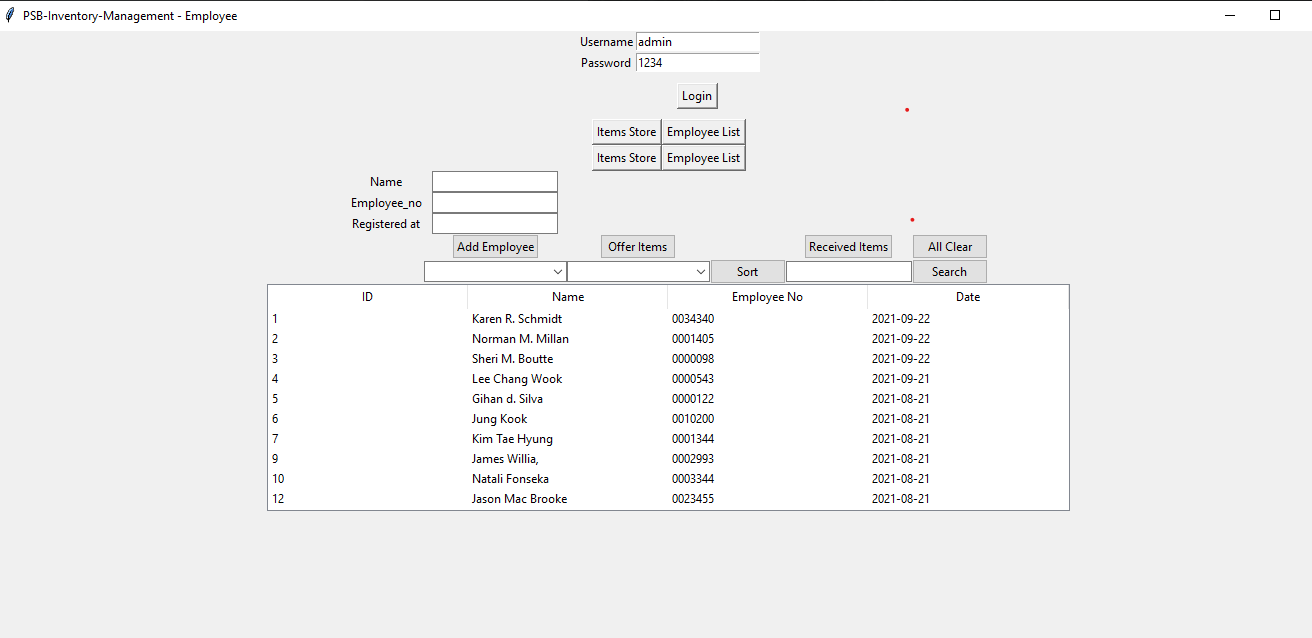 PSB-Inventory-Management - Employee
Username admin
Password 1234
Login
Items Store Employee List
Items Store Employee List
Name
Employee_no
Registered at
Add Employee Offer Items Received Items All Clear
Sort Search
ID Name Employee No Date
1 Karen R. Schmidt 0034340 2021-09-22
2 Norman M. Millan 0001405 2021-09-22
3 Sheri M. Boutte 0000098 2021-09-22
4 Lee Chang Wook 0000543 2021-09-21
5 Gihan d. Silva 0000122 2021-08-21
6 Jung Kook 0010200 2021-08-21
7 Kim Tae Hyung 0001344 2021-08-21
9 James Willia, 0002993 2021-08-21
10 Natali Fonseka 0003344 2021-08-21
12 Jason Mac Brooke 0023455 2021-08-21